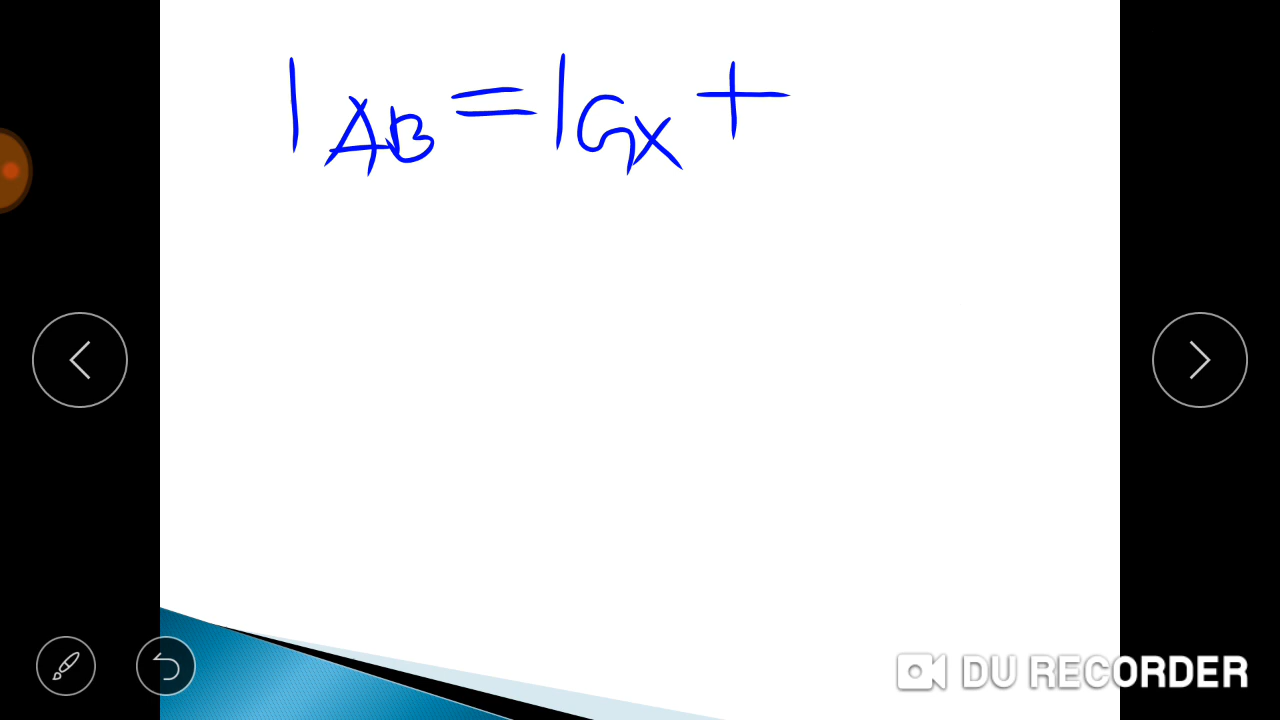 I AB = I GX +
DU RECORDER